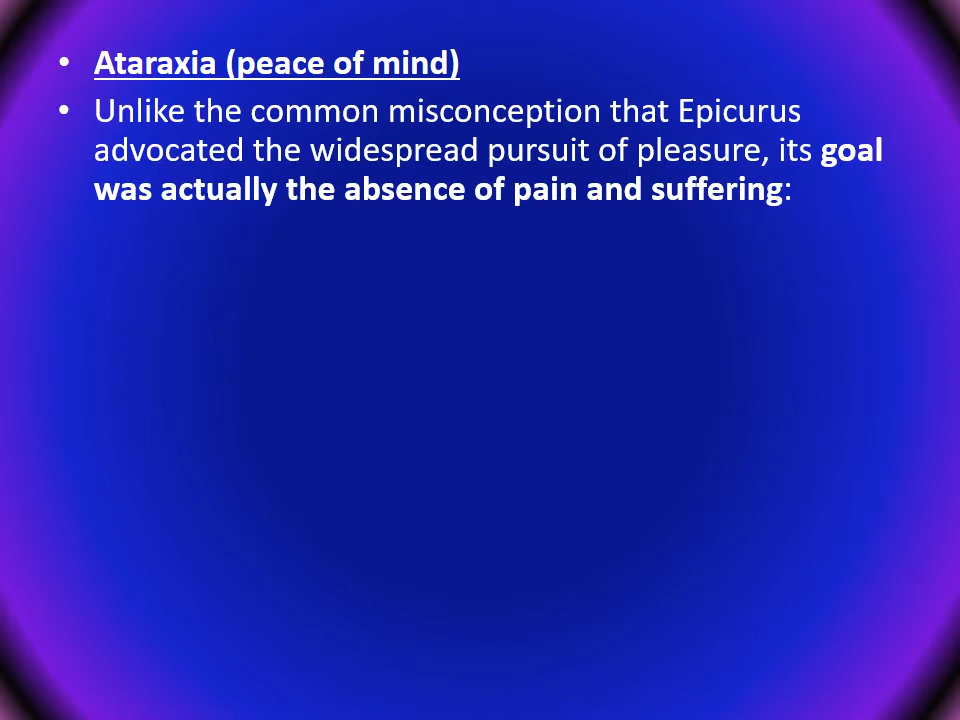 • Ataraxia (peace of mind)
• Unlike the common misconception that Epicurus
advocated the widespread pursuit of pleasure, its goal
was actually the absence of pain and suffering: